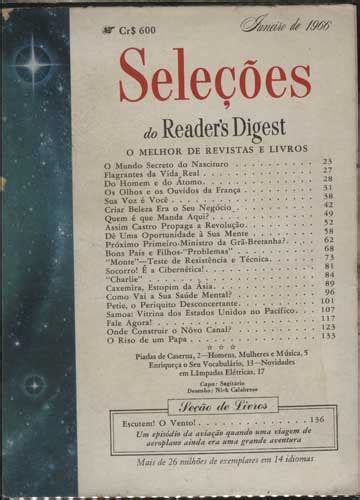 Cr$ 600
Janeiro de 1966
Seleções
do Reader's Digest
O MELHOR DE REVISTAS E LIVROS
O Mundo Secreto do Nascituro 23
Flagrantes da Vida Real 27
Do Homem e do Átomo 28
Os Olhos e os Ouvidos da França 31
Sua Voz é Você 38
Criar Beleza Era o Seu Negócio 42
Quem é que Manda Aqui? 49
Assim Castro Propaga a Revolução 52
Dê Uma Oportunidade à Sua Mente 58
Próximo Primeiro-Ministro da Grã-Bretanha? 62
Bons Pais e Filhos-"Problemas" 68
"Monte"—Teste de Resistência e Técnica 73
Socorro! É a Cibernética! 81
"Charlie" 84
Caxemira, Estopim da Ásia 89
Como Vai a Sua Saúde Mental? 96
Petie, o Periquito Desconcertante 101
Samoa: Vitrina dos Estados Unidos no Pacífico 107
Fale Agora! 117
Onde Construir o Nôvo Canal? 123
O Riso de um Papa 133
Piadas de Caserna, 2—Homens, Mulheres e Música, 5
Enriqueça o Seu Vocabulário, 13—Novidades
em Lâmpadas Elétricas, 17
Capa: Sagitário
Desenho: Nick Calabrese
Seção de Livros
Escutem! O Vento! 136
Um episódio da aviação quando uma viagem de
aeroplano ainda era uma grande aventura
Mais de 26 milhões de exemplares em 14 idiomas